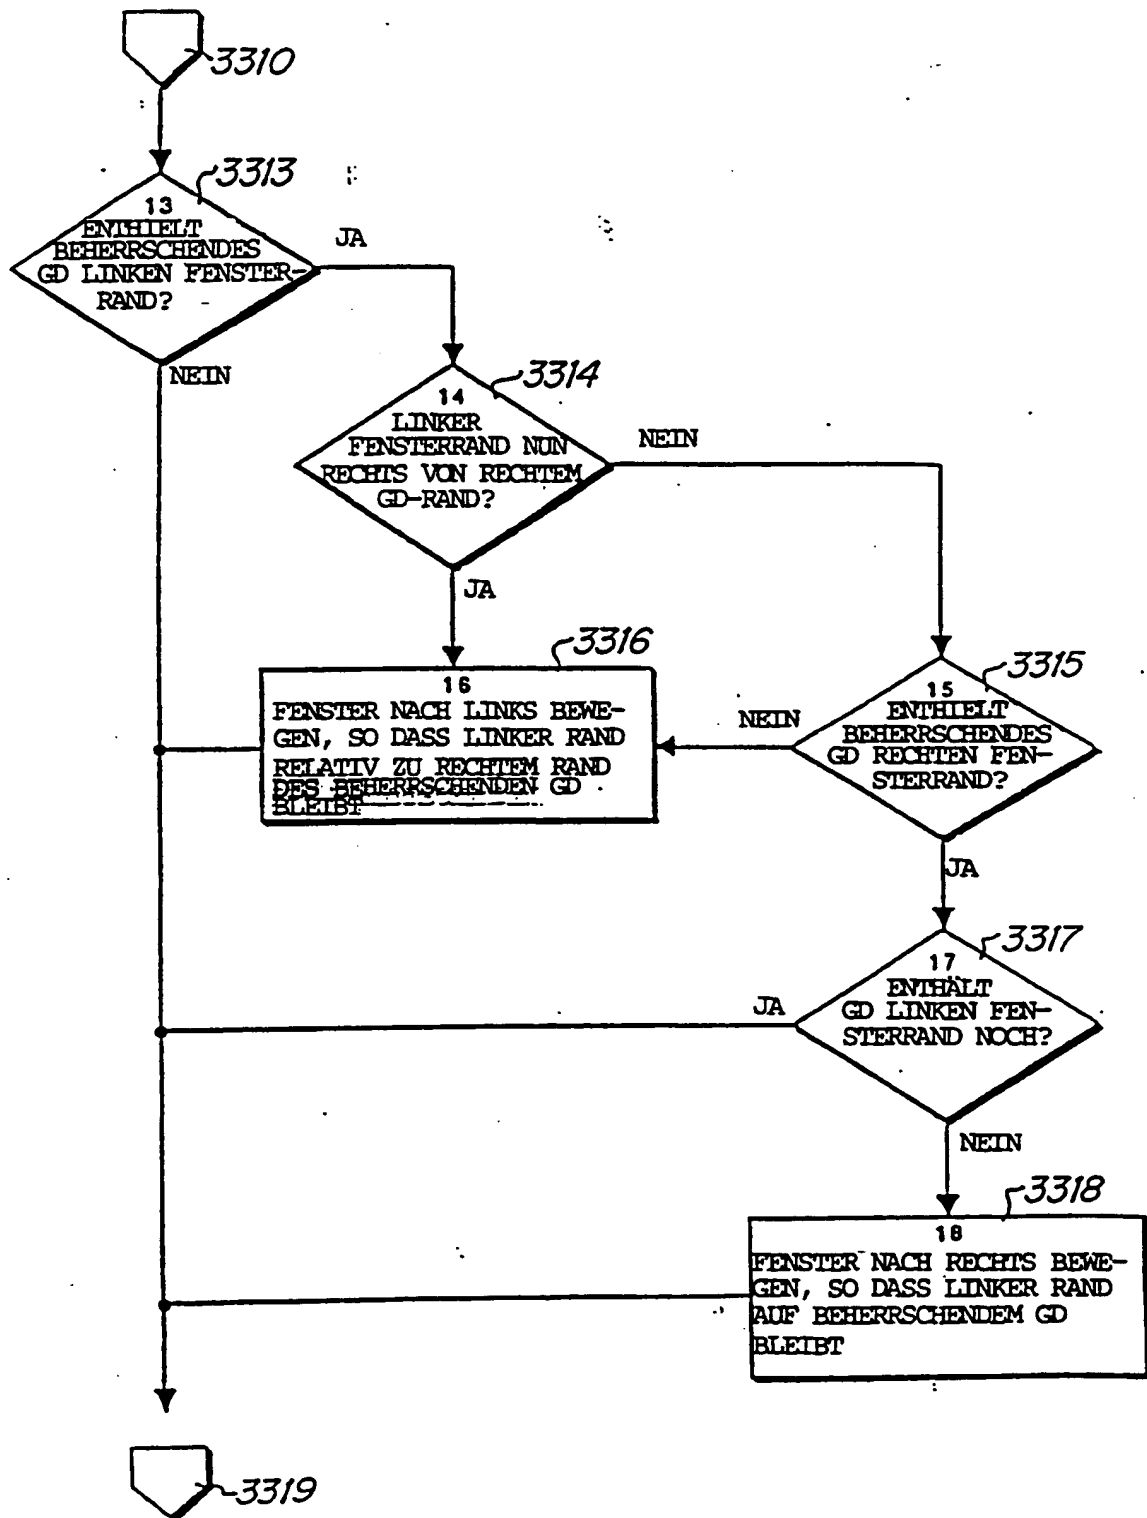 3310
3313
13
ENTHIELT
BEHERRSCHENDES
GD LINKEN FENSTER-
RAND?
JA
NEIN
3314
14
LINKER
FENSTERRAND NUN
RECHTS VON RECHTEM
GD-RAND?
NEIN
JA
3316
16
FENSTER NACH LINKS BEWE-
GEN, SO DASS LINKER RAND
RELATIV ZU RECHTEM RAND
DES BEHERRSCHENDEN GD
BLEIBT
3315
15
ENTHIELT
BEHERRSCHENDES
GD RECHTEN FEN-
STERRAND?
NEIN
JA
3317
17
ENTHÄLT
GD LINKEN FEN-
STERRAND NOCH?
JA
NEIN
3318
18
FENSTER NACH RECHTS BEWE-
GEN, SO DASS LINKER RAND
AUF BEHERRSCHENDEM GD
BLEIBT
3319